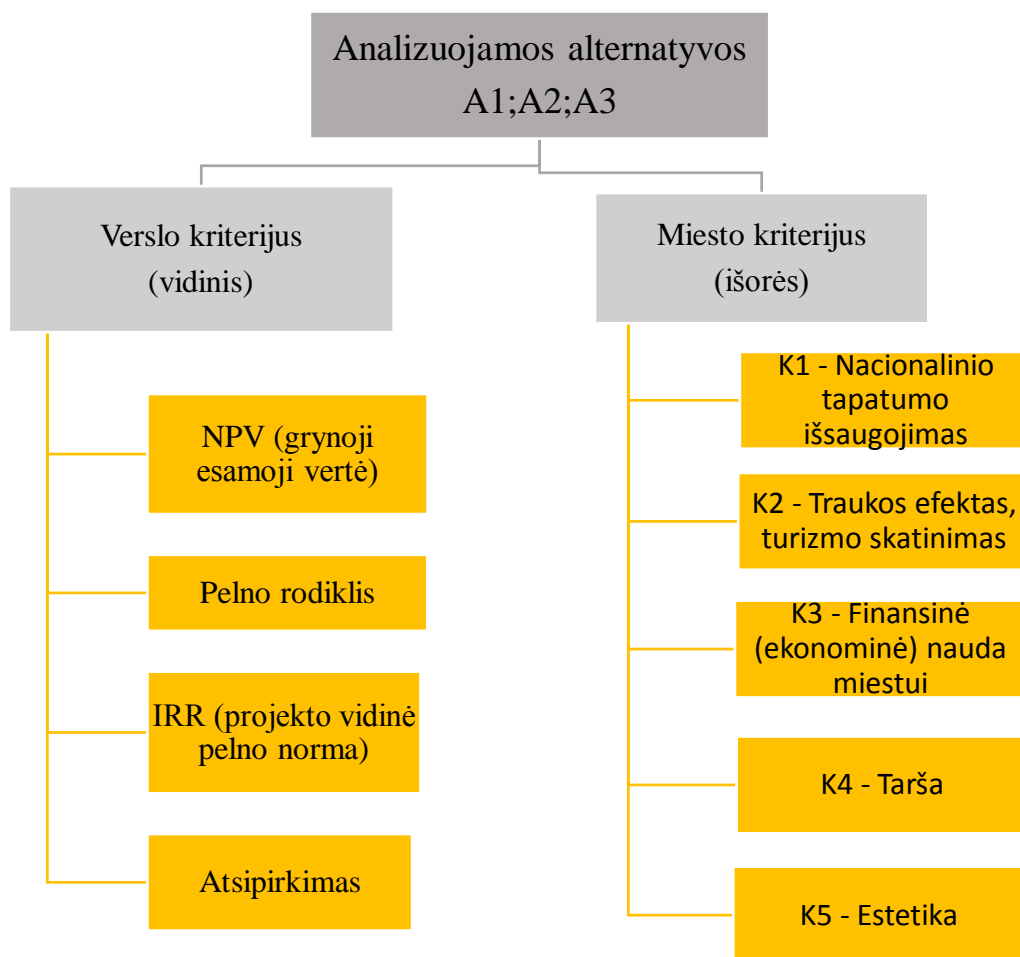 Analizuojamos alternatyvos
A1;A2;A3
Verslo kriterijus
(vidinis)
NPV (grynoji
esamoji vertė)
Pelno rodiklis
IRR (projekto vidinė
pelno norma)
Atsipirkimas
Miesto kriterijus
(išorės)
K1 - Nacionalinio
tapatumo
išsaugojimas
K2 - Traukos efektas,
turizmo skatinimas
K3 - Finansinė
(ekonominė) nauda
miestui
K4 - Tarša
K5 - Estetika